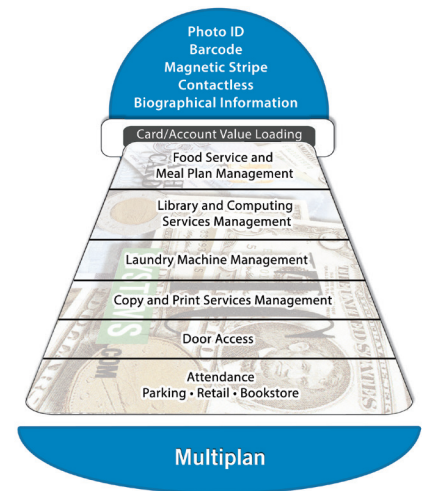 Photo ID
Barcode
Magnetic Stripe
Contactless
Biographical Information
Card/Account Value Loading
Food Service and
Meal Plan Management
Library and Computing
Services Management
Laundry Machine Management
Copy and Print Services Management
Door Access
Attendance
Parking • Retail • Bookstore
Multiplan